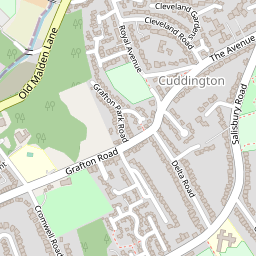 Cleveland Gardens
Cleveland Road
Royal Avenue
The Avenue
Old Malden Lane
Cuddington
Grafton Park Road
Salisbury Road
Grafton Road
Delta Road
Cromwell Road